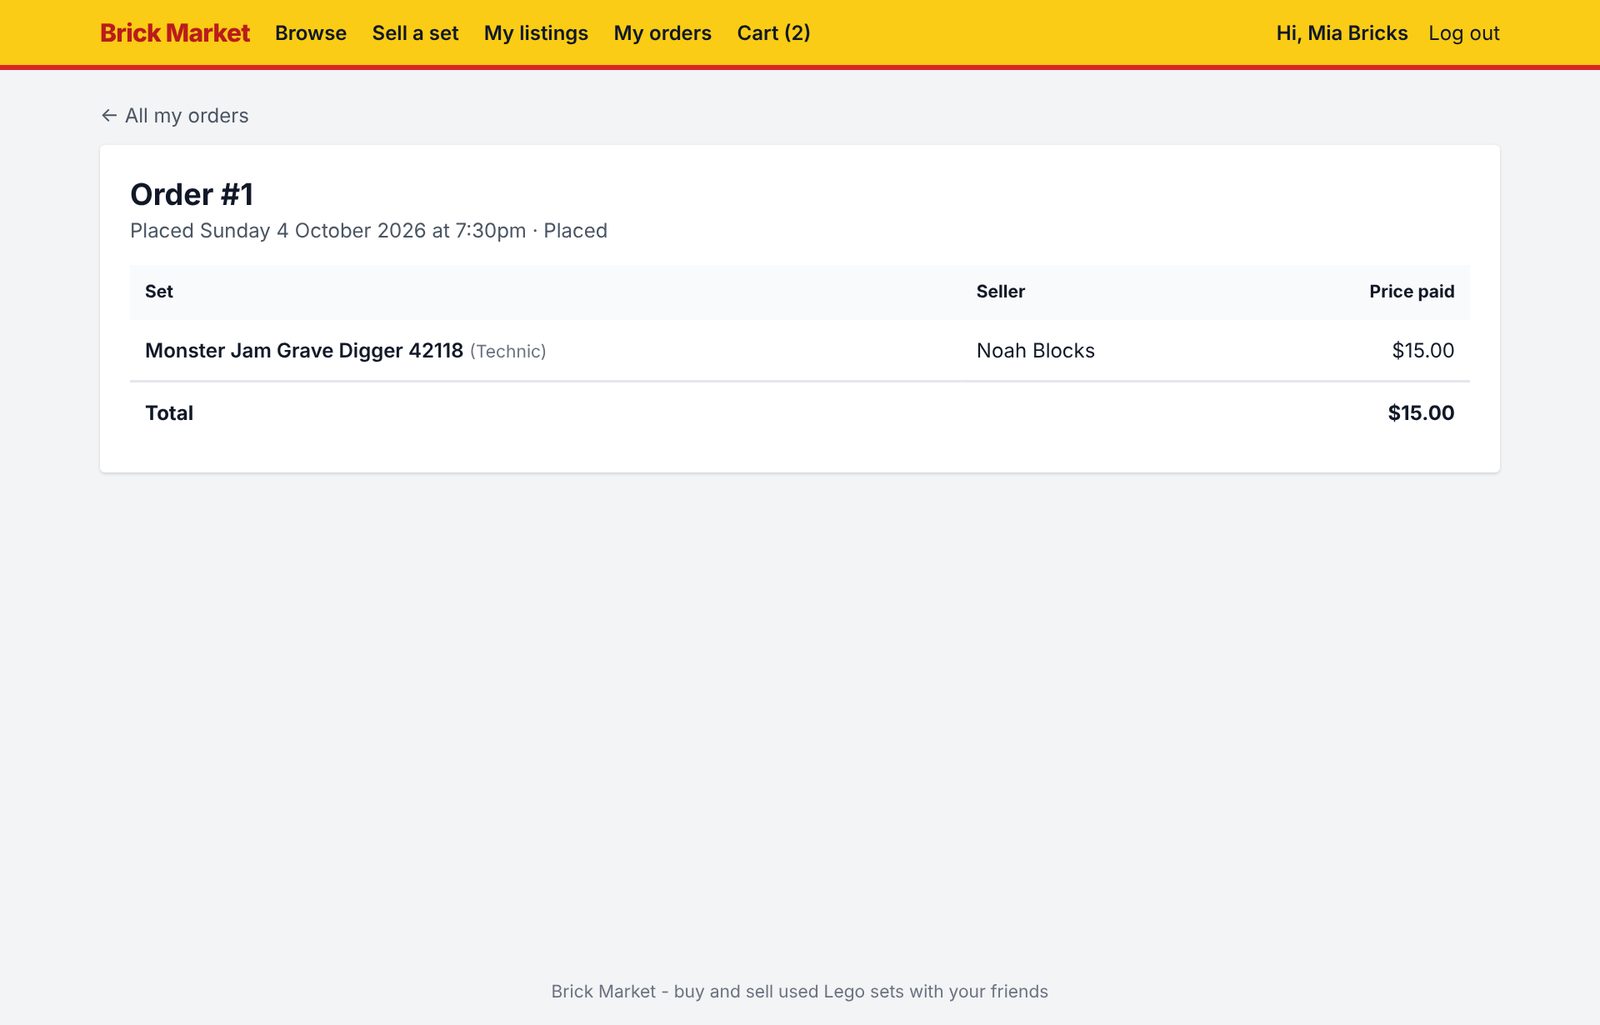 Brick Market Browse Sell a set My listings My orders Cart (2) Hi, Mia Bricks Log out
← All my orders
Order #1
Placed Sunday 4 October 2026 at 7:30pm · Placed
Set Seller Price paid
Monster Jam Grave Digger 42118 (Technic) Noah Blocks $15.00
Total $15.00
Brick Market - buy and sell used Lego sets with your friends